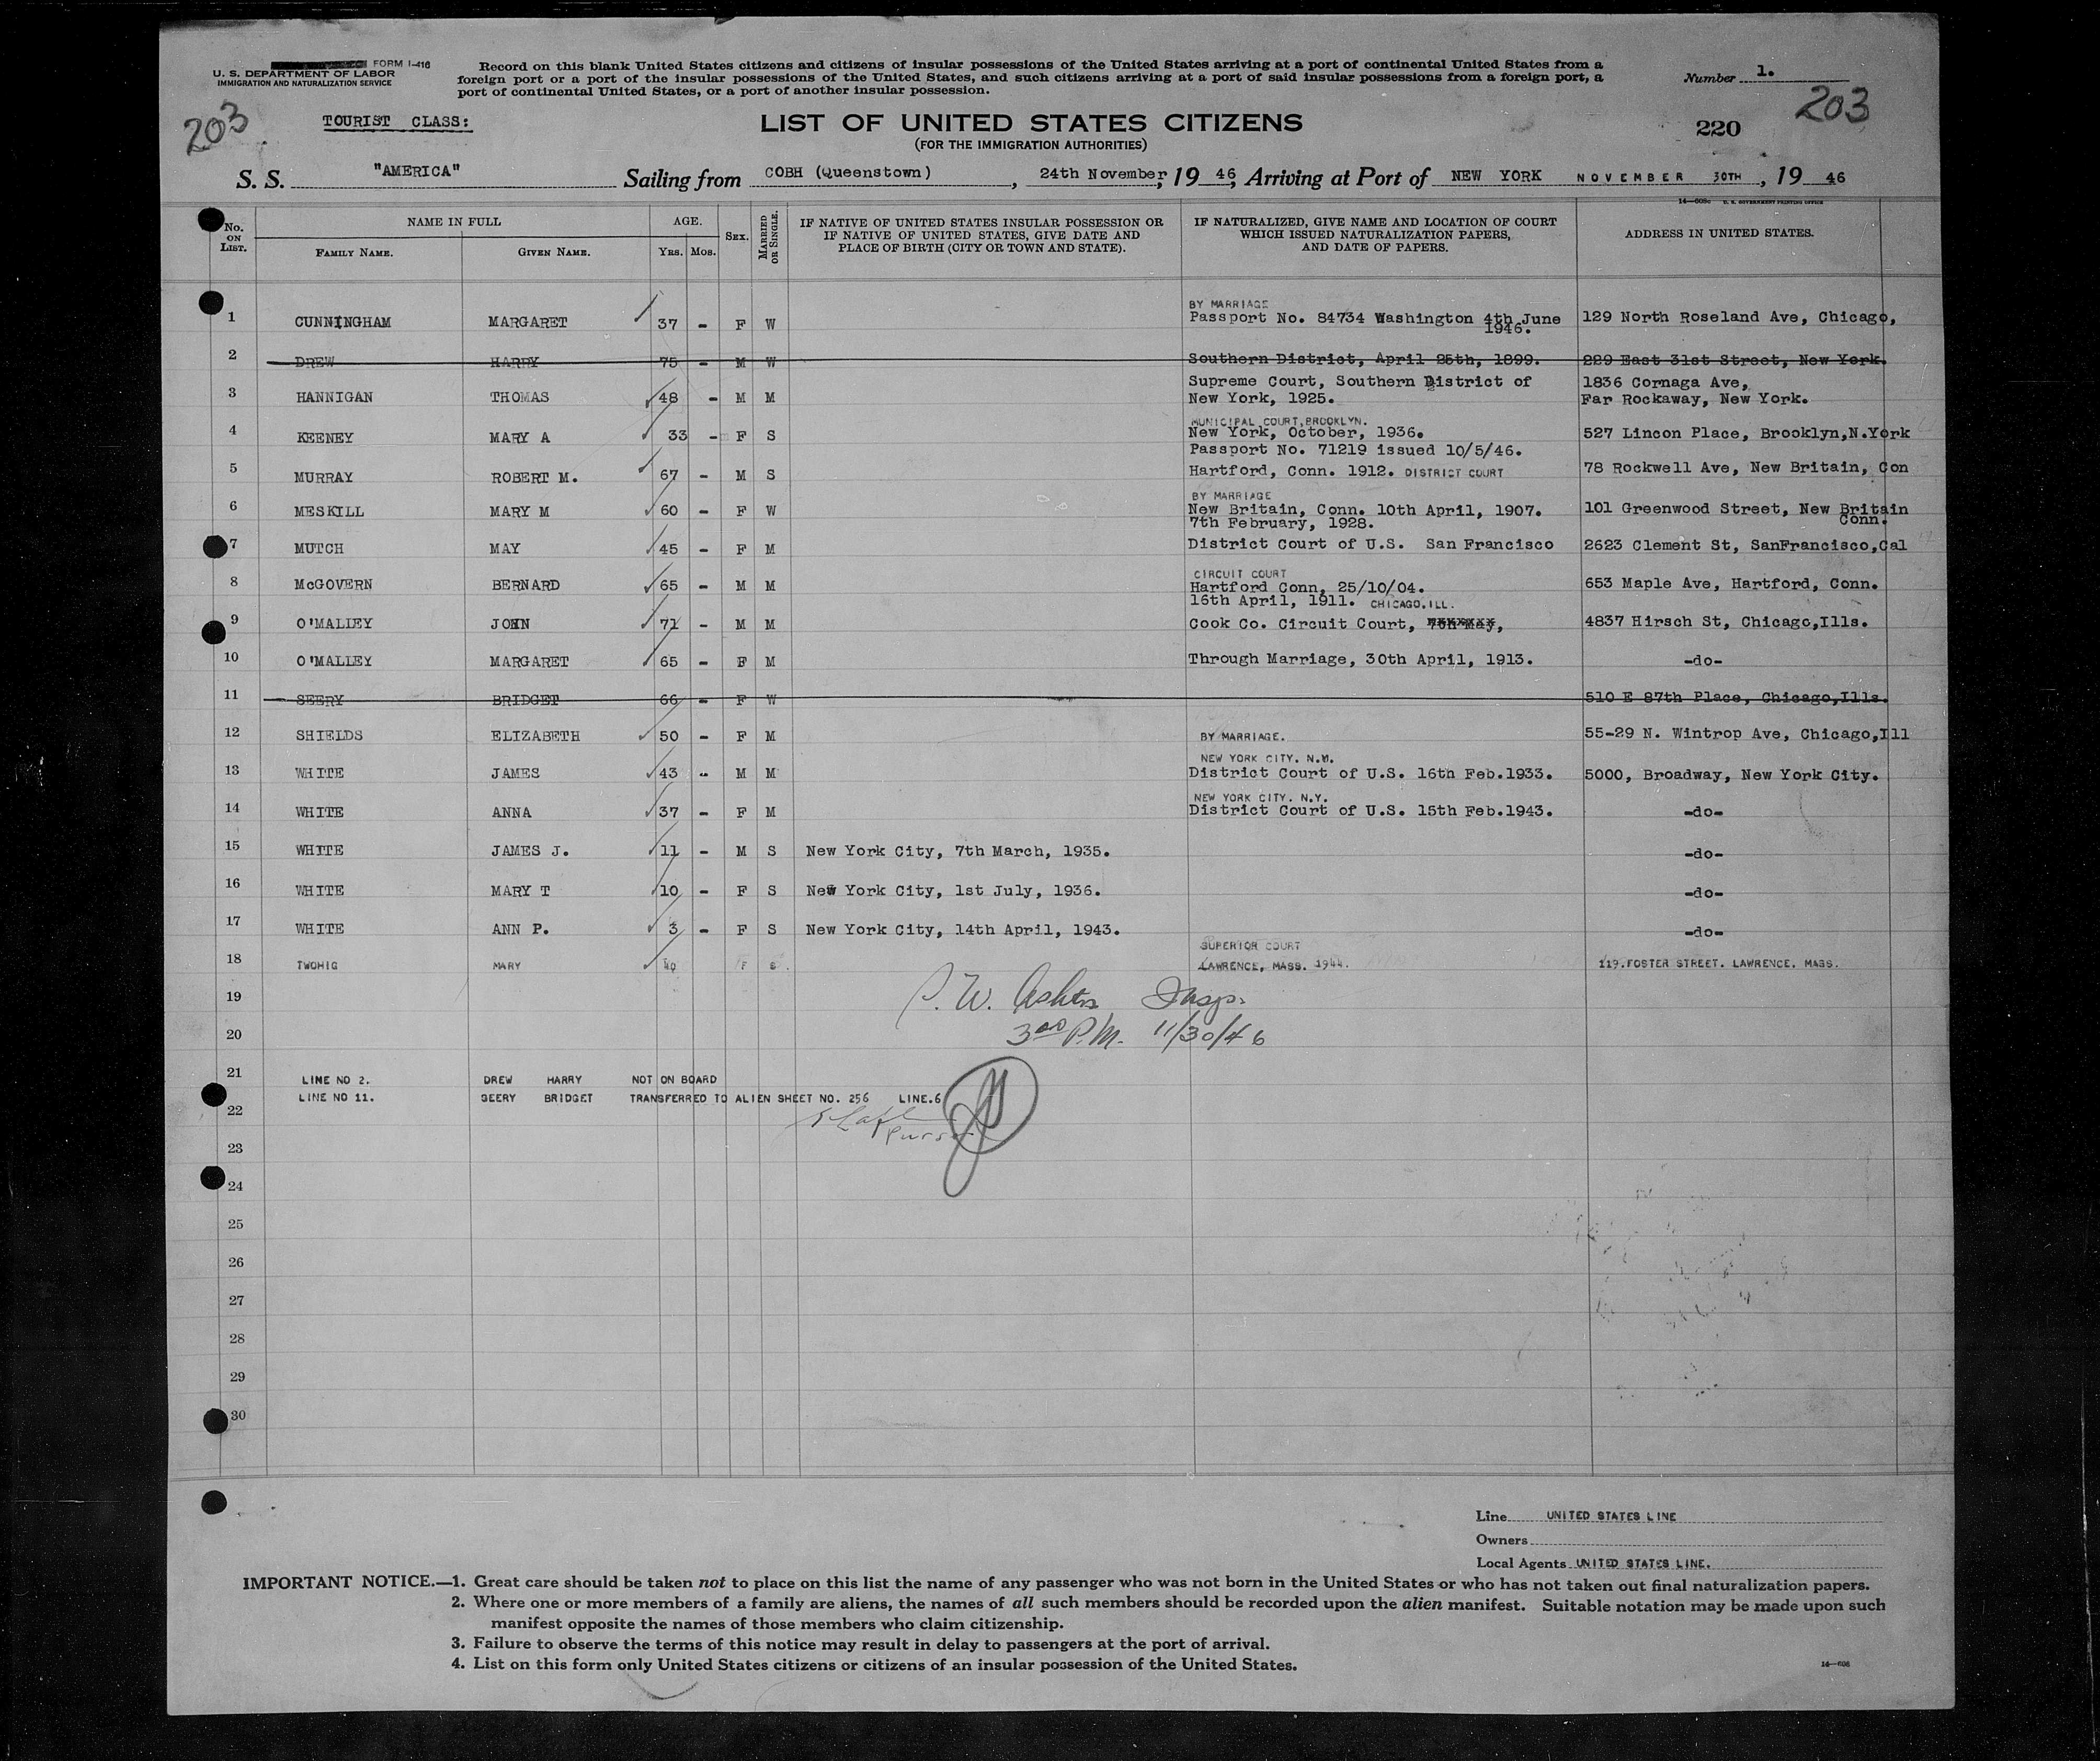 FORM I-416
U. S. DEPARTMENT OF LABOR
IMMIGRATION AND NATURALIZATION SERVICE
Record on this blank United States citizens and citizens of insular possessions of the United States arriving at a port of continental United States from a
foreign port or a port of the insular possessions of the United States, and such citizens arriving at a port of said insular possessions from a foreign port, a
port of continental United States, or a port of another insular possession.
Number 1.
203
203
TOURIST CLASS:
LIST OF UNITED STATES CITIZENS
(FOR THE IMMIGRATION AUTHORITIES)
220
S. S. "AMERICA" Sailing from COBH (Queenstown), 24th November, 19 46, Arriving at Port of NEW YORK NOVEMBER 30TH, 19 46
No. ON LIST. NAME IN FULL AGE. SEX. MARRIED OR SINGLE. IF NATIVE OF UNITED STATES INSULAR POSSESSION OR IF NATIVE OF UNITED STATES, GIVE DATE AND PLACE OF BIRTH (CITY OR TOWN AND STATE). IF NATURALIZED, GIVE NAME AND LOCATION OF COURT WHICH ISSUED NATURALIZATION PAPERS, AND DATE OF PAPERS. ADDRESS IN UNITED STATES.
FAMILY NAME. GIVEN NAME. YRS. MOS.
BY MARRIAGE
1 CUNNINGHAM MARGARET 37 - F W Passport No. 84734 Washington 4th June 129 North Roseland Ave, Chicago,
1946.
2 DREW HARRY 75 - M W Southern District, April 25th, 1899. 229 East 31st Street, New York.
Supreme Court, Southern District of 1836 Cornaga Ave,
3 HANNIGAN THOMAS 48 - M M New York, 1925. Far Rockaway, New York.
MUNICIPAL COURT, BROOKLYN.
4 KEENEY MARY A 33 - F S New York, October, 1936. 527 Lincon Place, Brooklyn,N.York
Passport No. 71219 issued 10/5/46.
5 MURRAY ROBERT M. 67 - M S Hartford, Conn. 1912. DISTRICT COURT 78 Rockwell Ave, New Britain, Con
BY MARRIAGE
6 MESKILL MARY M 60 - F W New Britain, Conn. 10th April, 1907. 101 Greenwood Street, New Britain
7th February, 1928. Conn.
7 MUTCH MAY 45 - F M District Court of U.S. San Francisco 2623 Clement St, SanFrancisco,Cal
CIRCUIT COURT
8 McGOVERN BERNARD 65 - M M Hartford Conn, 25/10/04. 653 Maple Ave, Hartford, Conn.
16th April, 1911. CHICAGO, ILL.
9 O'MALLEY JOHN 71 - M M Cook Co. Circuit Court, 7th May, 4837 Hirsch St, Chicago,Ills.
10 O'MALLEY MARGARET 65 - F M Through Marriage, 30th April, 1913. -do-
11 SEERY BRIDGET 66 - F W 510 E 87th Place, Chicago,Ills.
12 SHIELDS ELIZABETH 50 - F M BY MARRIAGE. 55-29 N. Wintrop Ave, Chicago,Ill
NEW YORK CITY. N.Y.
13 WHITE JAMES 43 - M M District Court of U.S. 16th Feb.1933. 5000, Broadway, New York City.
NEW YORK CITY. N.Y.
14 WHITE ANNA 37 - F M District Court of U.S. 15th Feb.1943. -do-
15 WHITE JAMES J. 11 - M S New York City, 7th March, 1935. -do-
16 WHITE MARY T 10 - F S New York City, 1st July, 1936. -do-
17 WHITE ANN P. 3 - F S New York City, 14th April, 1943. -do-
SUPERIOR COURT
18 TWOHIG MARY 40 F S. LAWRENCE, MASS. 1944. 119.FOSTER STREET. LAWRENCE. MASS.
19 W. Insp.
20 3 00 P.M. 11/30/46
21 LINE NO 2. DREW HARRY NOT ON BOARD
22 LINE NO 11. GEERY BRIDGET TRANSFERRED TO ALIEN SHEET NO. 256 LINE.6
23
24
25
26
27
28
29
30
Line UNITED STATES LINE
Owners
Local Agents UNITED STATES LINE.
IMPORTANT NOTICE.—1. Great care should be taken not to place on this list the name of any passenger who was not born in the United States or who has not taken out final naturalization papers.
2. Where one or more members of a family are aliens, the names of all such members should be recorded upon the alien manifest. Suitable notation may be made upon such
manifest opposite the names of those members who claim citizenship.
3. Failure to observe the terms of this notice may result in delay to passengers at the port of arrival.
4. List on this form only United States citizens or citizens of an insular possession of the United States.